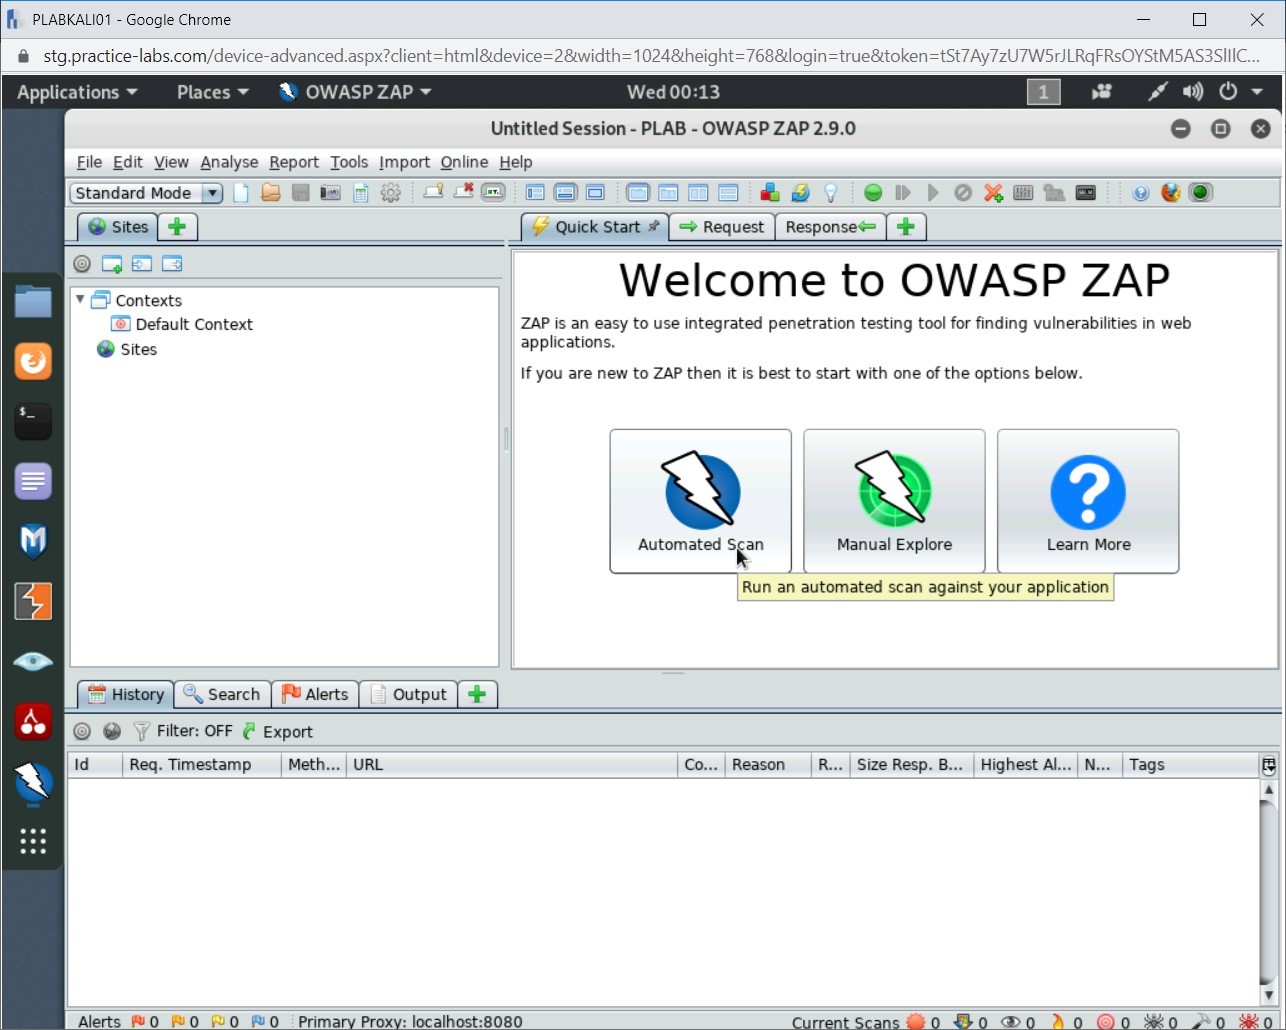 PLABKALI01 - Google Chrome
stg.practice-labs.com/device-advanced.aspx?client=html&device=2&width=1024&height=768&login=true&token=tSt7Ay7zU7W5rJLRqFRsOYStM5AS3SlIlC...
Applications Places OWASP ZAP Wed 00:13 1
Untitled Session - PLAB - OWASP ZAP 2.9.0
File Edit View Analyse Report Tools Import Online Help
Standard Mode
Sites Quick Start Request Response
Contexts
Default Context
Sites
Welcome to OWASP ZAP
ZAP is an easy to use integrated penetration testing tool for finding vulnerabilities in web
applications.
If you are new to ZAP then it is best to start with one of the options below.
Automated Scan Manual Explore Learn More
Run an automated scan against your application
History Search Alerts Output
Filter: OFF Export
Id Req. Timestamp Meth... URL Co... Reason R... Size Resp. B... Highest Al... N... Tags
Alerts 0 0 0 0 Primary Proxy: localhost:8080 Current Scans 0 0 0 0 0 0 0 0